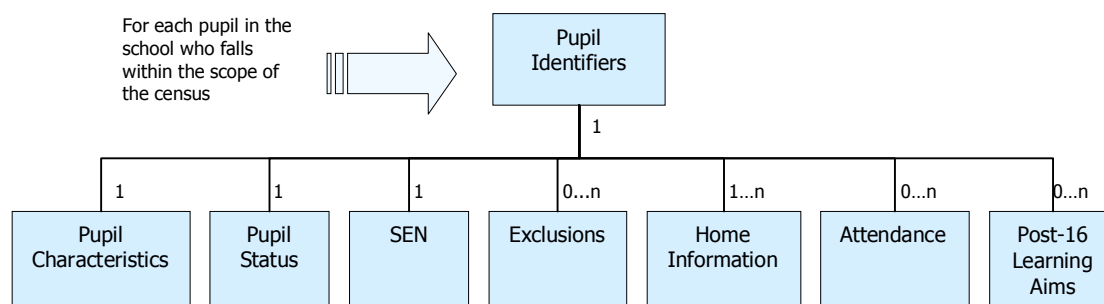 For each pupil in the
school who falls
within the scope of
the census
Pupil
Identifiers
1
1
1
1
0...n
1...n
0...n
0...n
Pupil
Characteristics
Pupil
Status
SEN
Exclusions
Home
Information
Attendance
Post-16
Learning
Aims